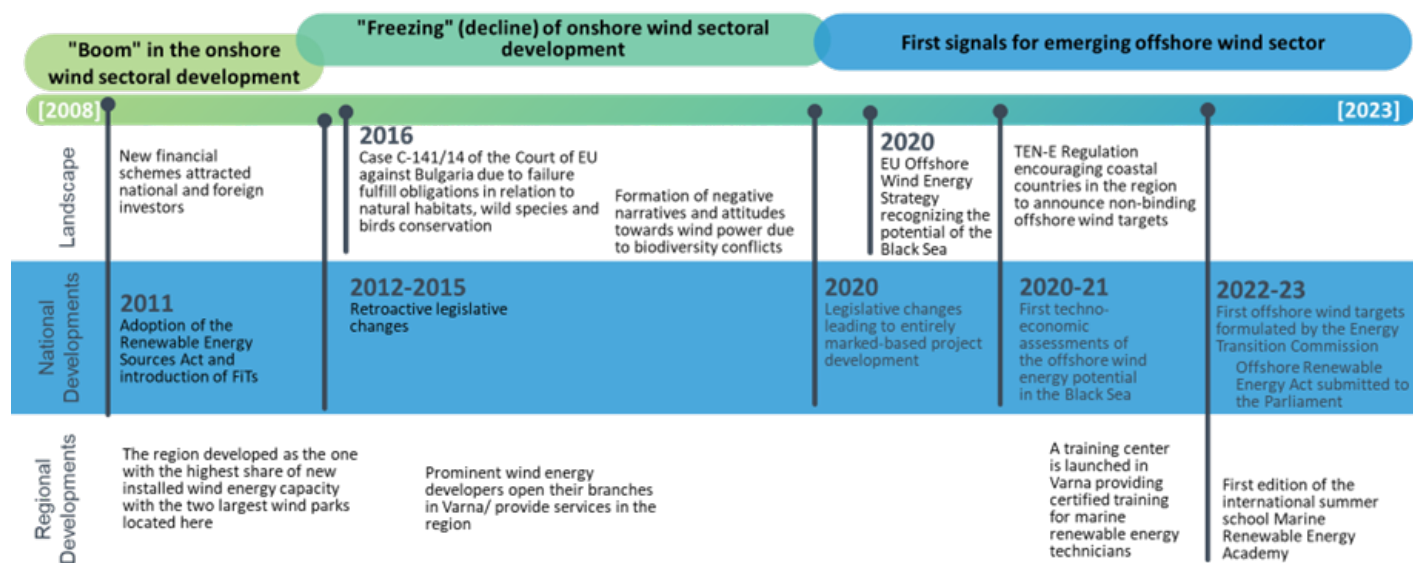 "Boom" in the onshore
wind sectoral development
"Freezing" (decline) of onshore wind sectoral
development
First signals for emerging offshore wind sector
[2008]
[2023]
Landscape
New financial
schemes attracted
national and foreign
investors
2016
Case C-141/14 of the Court of EU
against Bulgaria due to failure
fulfill obligations in relation to
natural habitats, wild species and
birds conservation
Formation of negative
narratives and attitudes
towards wind power due
to biodiversity conflicts
2020
EU Offshore
Wind Energy
Strategy
recognizing the
potential of the
Black Sea
TEN-E Regulation
encouraging coastal
countries in the region
to announce non-binding
offshore wind targets
National
Developments
2011
Adoption of the
Renewable Energy
Sources Act and
introduction of FiTs
2012-2015
Retroactive legislative
changes
2020
Legislative changes
leading to entirely
marked-based project
development
2020-21
First techno-
economic
assessments of
the offshore wind
energy potential
in the Black Sea
2022-23
First offshore wind targets
formulated by the Energy
Transition Commission
Offshore Renewable
Energy Act submitted to
the Parliament
Regional
Developments
The region developed as the one
with the highest share of new
installed wind energy capacity
with the two largest wind parks
located here
Prominent wind energy
developers open their branches
in Varna/ provide services in the
region
A training center
is launched in
Varna providing
certified training
for marine
renewable energy
technicians
First edition of the
international summer
school Marine
Renewable Energy
Academy